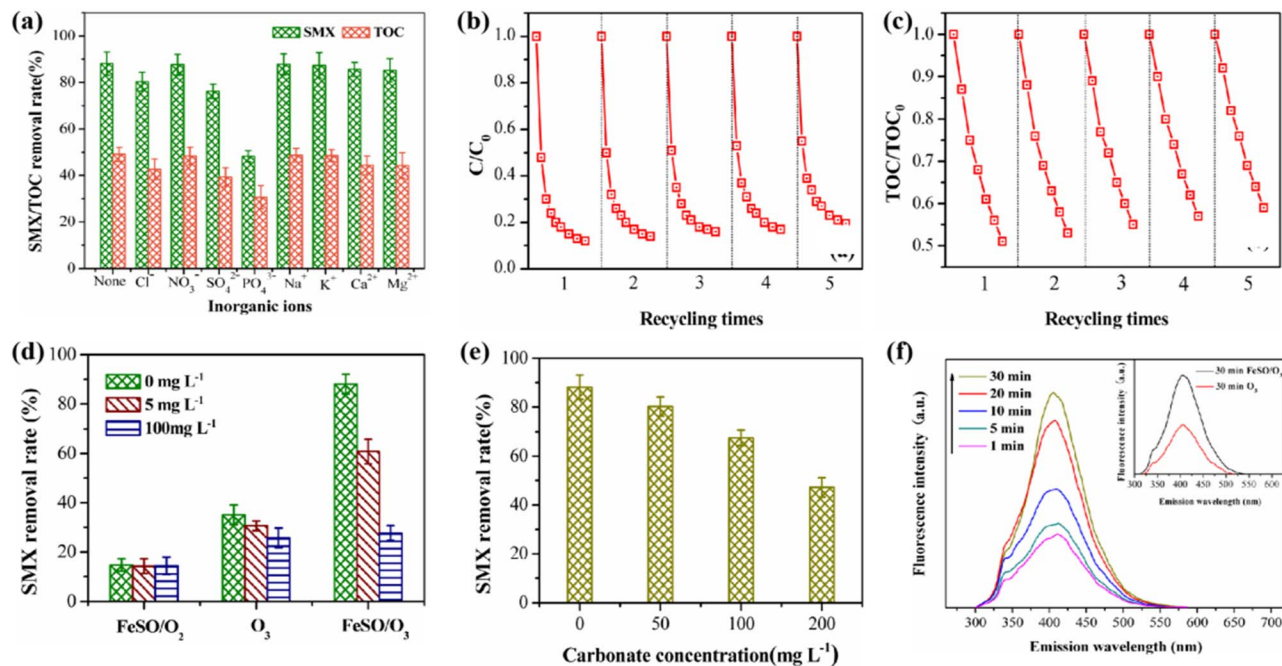 (a)
SMX TOC
SMX/TOC removal rate(%)
100
80
60
40
20
0
None Cl⁻ NO₃⁻ SO₄²⁻ PO₄³⁻ Na⁺ K⁺ Ca²⁺ Mg²⁺
Inorganic ions
(b)
C/C₀
1.0
0.8
0.6
0.4
0.2
0.0
1 2 3 4 5
Recycling times
(c)
TOC/TOC₀
1.0
0.9
0.8
0.7
0.6
0.5
1 2 3 4 5
Recycling times
(d)
0 mg L⁻¹
5 mg L⁻¹
100mg L⁻¹
SMX removal rate (%)
100
80
60
40
20
0
FeSO/O₂ O₃ FeSO/O₃
(e)
SMX removal rate(%)
100
80
60
40
20
0
0 50 100 200
Carbonate concentration(mg L⁻¹)
(f)
30 min
20 min
10 min
5 min
1 min
Fluorescence intensity (a.u.)
300 350 400 450 500 550 600 650 700
Emission wavelength (nm)
30 min FeSO/O₃
30 min O₃
Fluorescence intensity (a.u.)
300 350 400 450 500 550 600
Emission wavelength (nm)